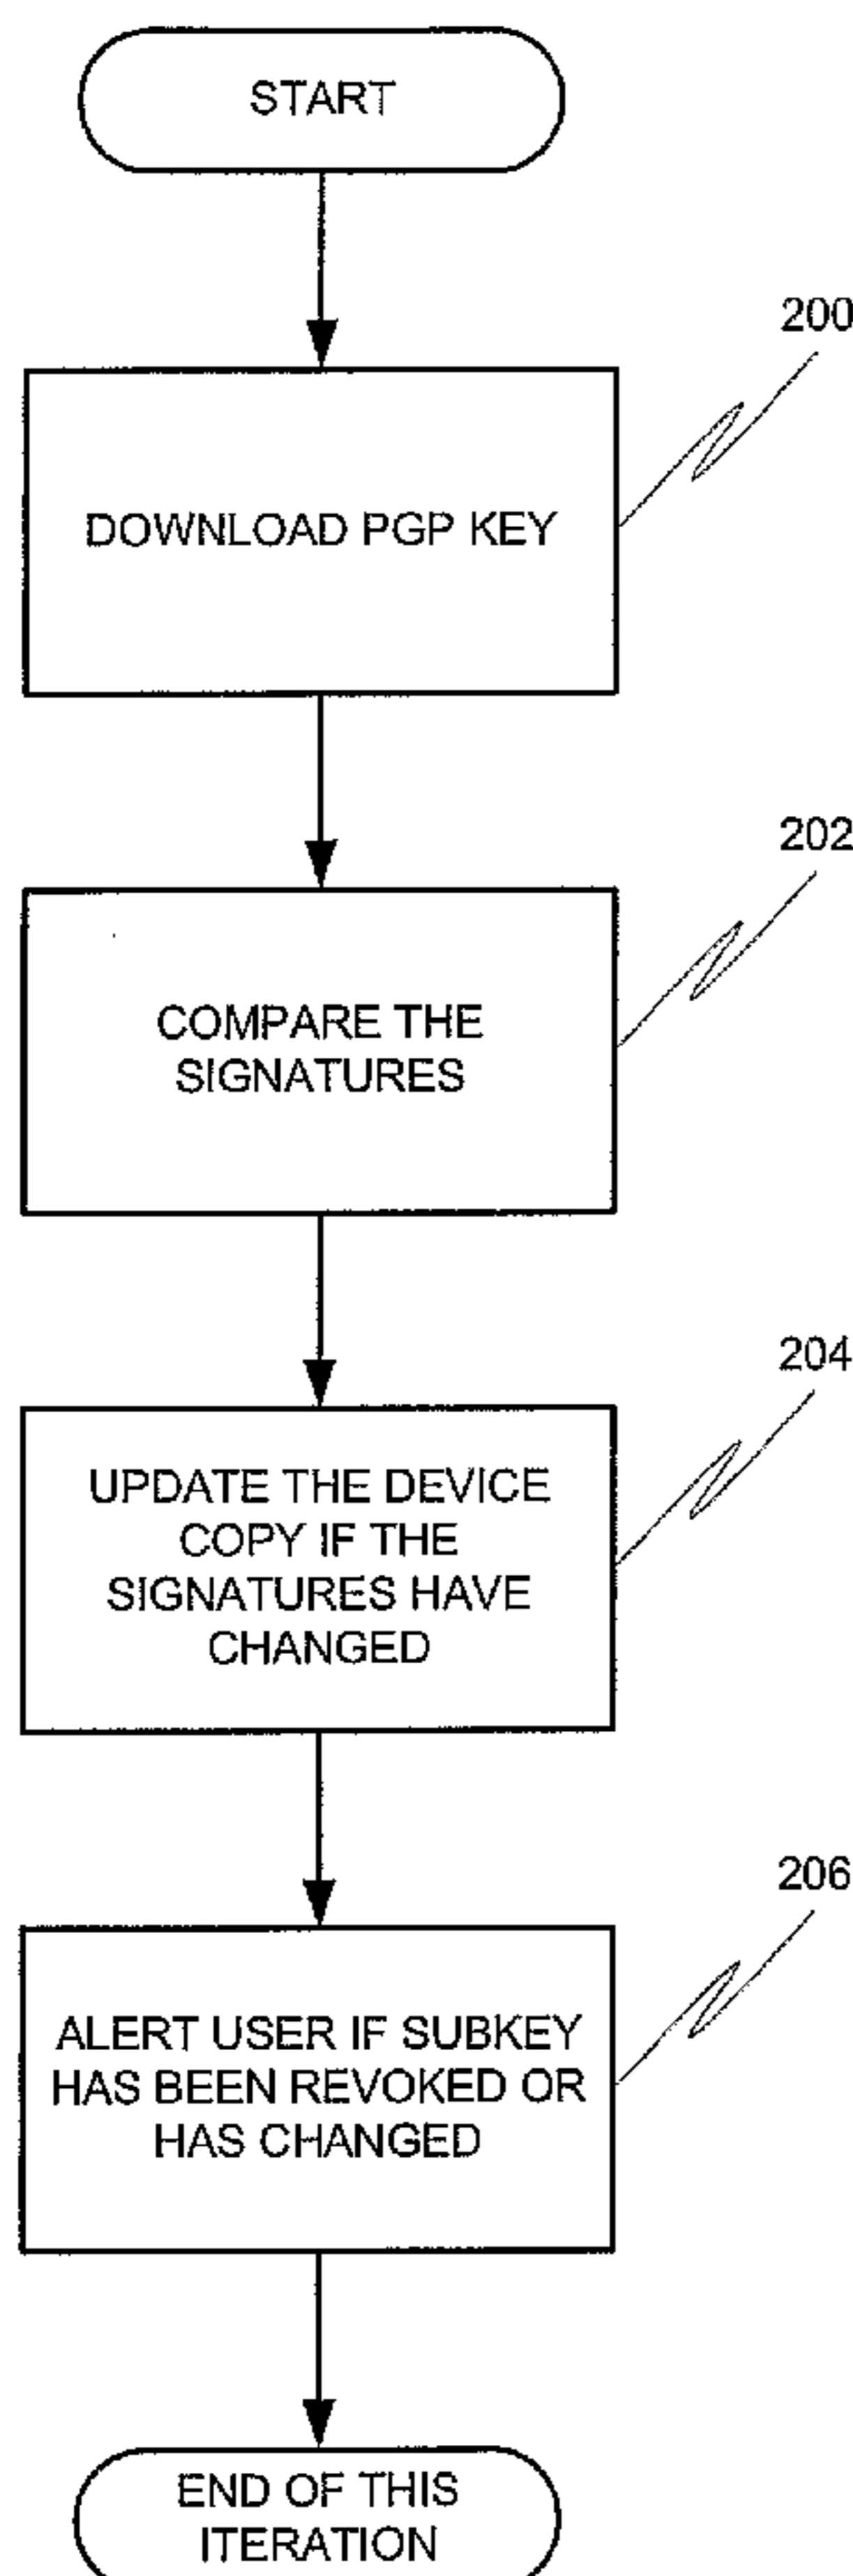 START
200
DOWNLOAD PGP KEY
202
COMPARE THE
SIGNATURES
204
UPDATE THE DEVICE
COPY IF THE
SIGNATURES HAVE
CHANGED
206
ALERT USER IF SUBKEY
HAS BEEN REVOKED OR
HAS CHANGED
END OF THIS
ITERATION